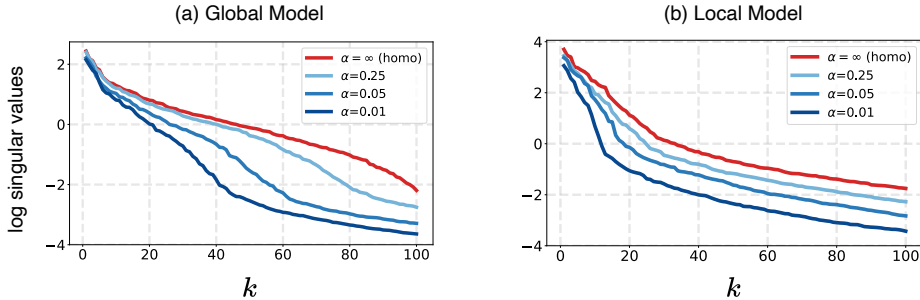 (a) Global Model
(b) Local Model
log singular values
2
0
−2
−4
0
20
40
60
80
100
k
α = ∞ (homo)
α=0.25
α=0.05
α=0.01
4
2
0
−2
−4
0
20
40
60
80
100
k
α = ∞ (homo)
α=0.25
α=0.05
α=0.01